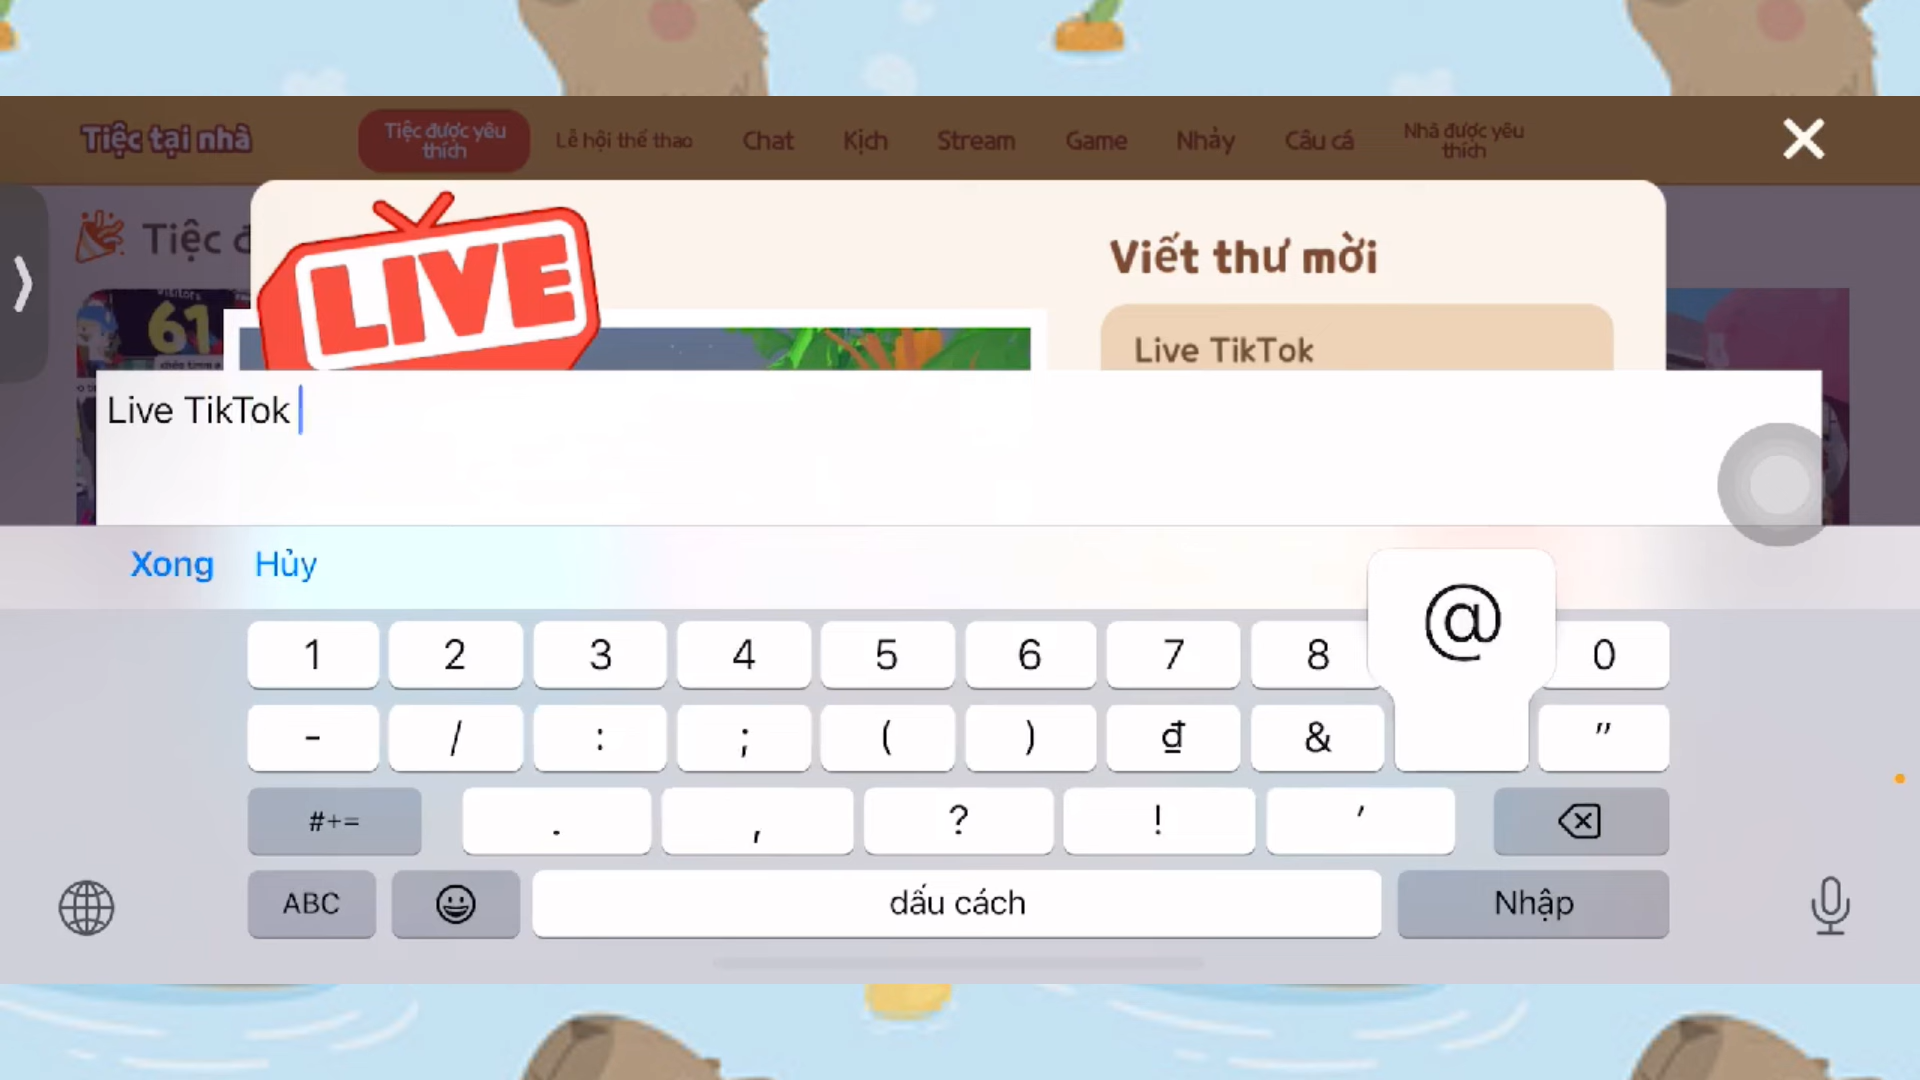 Tiệc tại nhà
Tiệc được yêu
thích
Lễ hội thể thao
Chat
Kịch
Stream
Game
Nhảy
Câu cá
Nhà được yêu
thích
Tiệc đ
LIVE
Viết thư mời
Live TikTok
61
Live TikTok
Xong Hủy
1 2 3 4 5 6 7 8 @ 0
- / : ; ( ) ₫ & "
#+= . , ? ! '
ABC dấu cách Nhập